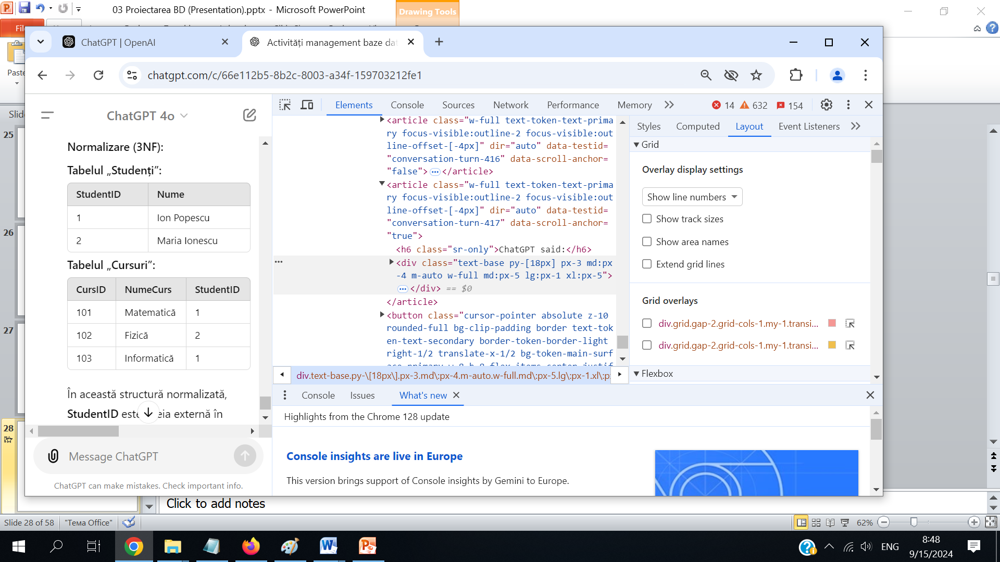 03 Proiectarea BD (Presentation).pptx - Microsoft PowerPoint
Drawing Tools
Paste
ChatGPT | OpenAI
Activități management baze dat
chatgpt.com/c/66e112b5-8b2c-8003-a34f-159703212fe1
ChatGPT 4o
Normalizare (3NF):
Tabelul „Studenți”:
StudentID Nume
1 Ion Popescu
2 Maria Ionescu
Tabelul „Cursuri”:
CursID NumeCurs StudentID
101 Matematică 1
102 Fizică 2
103 Informatică 1
În această structură normalizată,
StudentID este externă în
Message ChatGPT
ChatGPT can make mistakes. Check important info.
Elements Console Sources Network Performance Memory 14 632 154
<article class="w-full text-token-text-prima
ry focus-visible:outline-2 focus-visible:out
line-offset-[-4px]" dir="auto" data-testid=
"conversation-turn-416" data-scroll-anchor=
"false">…</article>
<article class="w-full text-token-text-prima
ry focus-visible:outline-2 focus-visible:out
line-offset-[-4px]" dir="auto" data-testid=
"conversation-turn-417" data-scroll-anchor=
"true">
<h6 class="sr-only">ChatGPT said:</h6>
<div class="text-base py-[18px] px-3 md:px
-4 m-auto w-full md:px-5 lg:px-1 xl:px-5">
…</div> == $0
</article>
<button class="cursor-pointer absolute z-10
rounded-full bg-clip-padding border text-tok
en-text-secondary border-token-border-light
right-1/2 translate-x-1/2 bg-token-main-surf
div.text-base.py-\[18px\].px-3.md\:px-4.m-auto.w-full.md\:px-5.lg\:px-1.xl\:px
Styles Computed Layout Event Listeners
Grid
Overlay display settings
Show line numbers
Show track sizes
Show area names
Extend grid lines
Grid overlays
div.grid.gap-2.grid-cols-1.my-1.transi...
div.grid.gap-2.grid-cols-1.my-1.transi...
Flexbox
Console Issues What's new
Highlights from the Chrome 128 update
Console insights are live in Europe
This version brings support of Console insights by Gemini to Europe.
25
26
27
28
Click to add notes
Slide 28 of 58 "Тема Office" 62%
ENG
8:48
9/15/2024